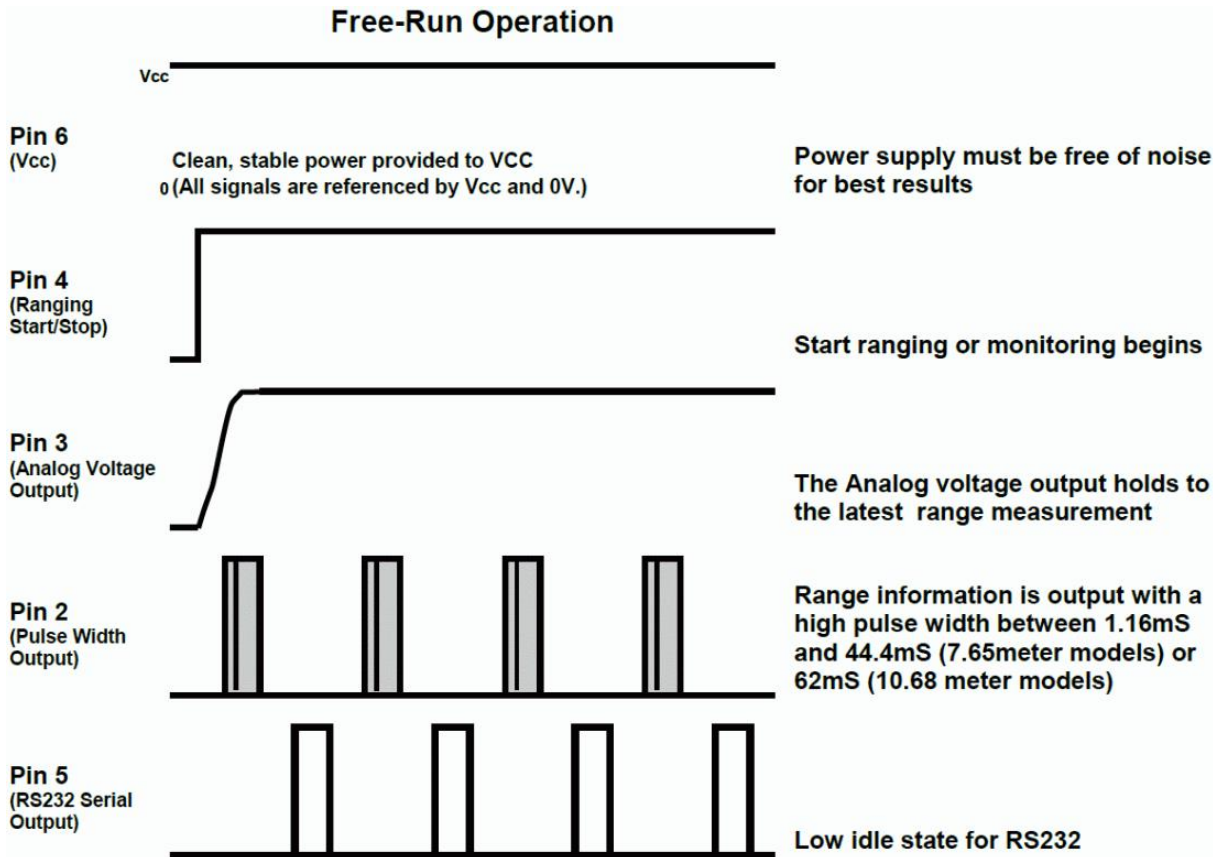 Free-Run Operation
Vcc
Pin 6
(Vcc)
Clean, stable power provided to VCC
0 (All signals are referenced by Vcc and 0V.)
Power supply must be free of noise
for best results
Pin 4
(Ranging
Start/Stop)
Start ranging or monitoring begins
Pin 3
(Analog Voltage
Output)
The Analog voltage output holds to
the latest range measurement
Pin 2
(Pulse Width
Output)
Range information is output with a
high pulse width between 1.16mS
and 44.4mS (7.65meter models) or
62mS (10.68 meter models)
Pin 5
(RS232 Serial
Output)
Low idle state for RS232